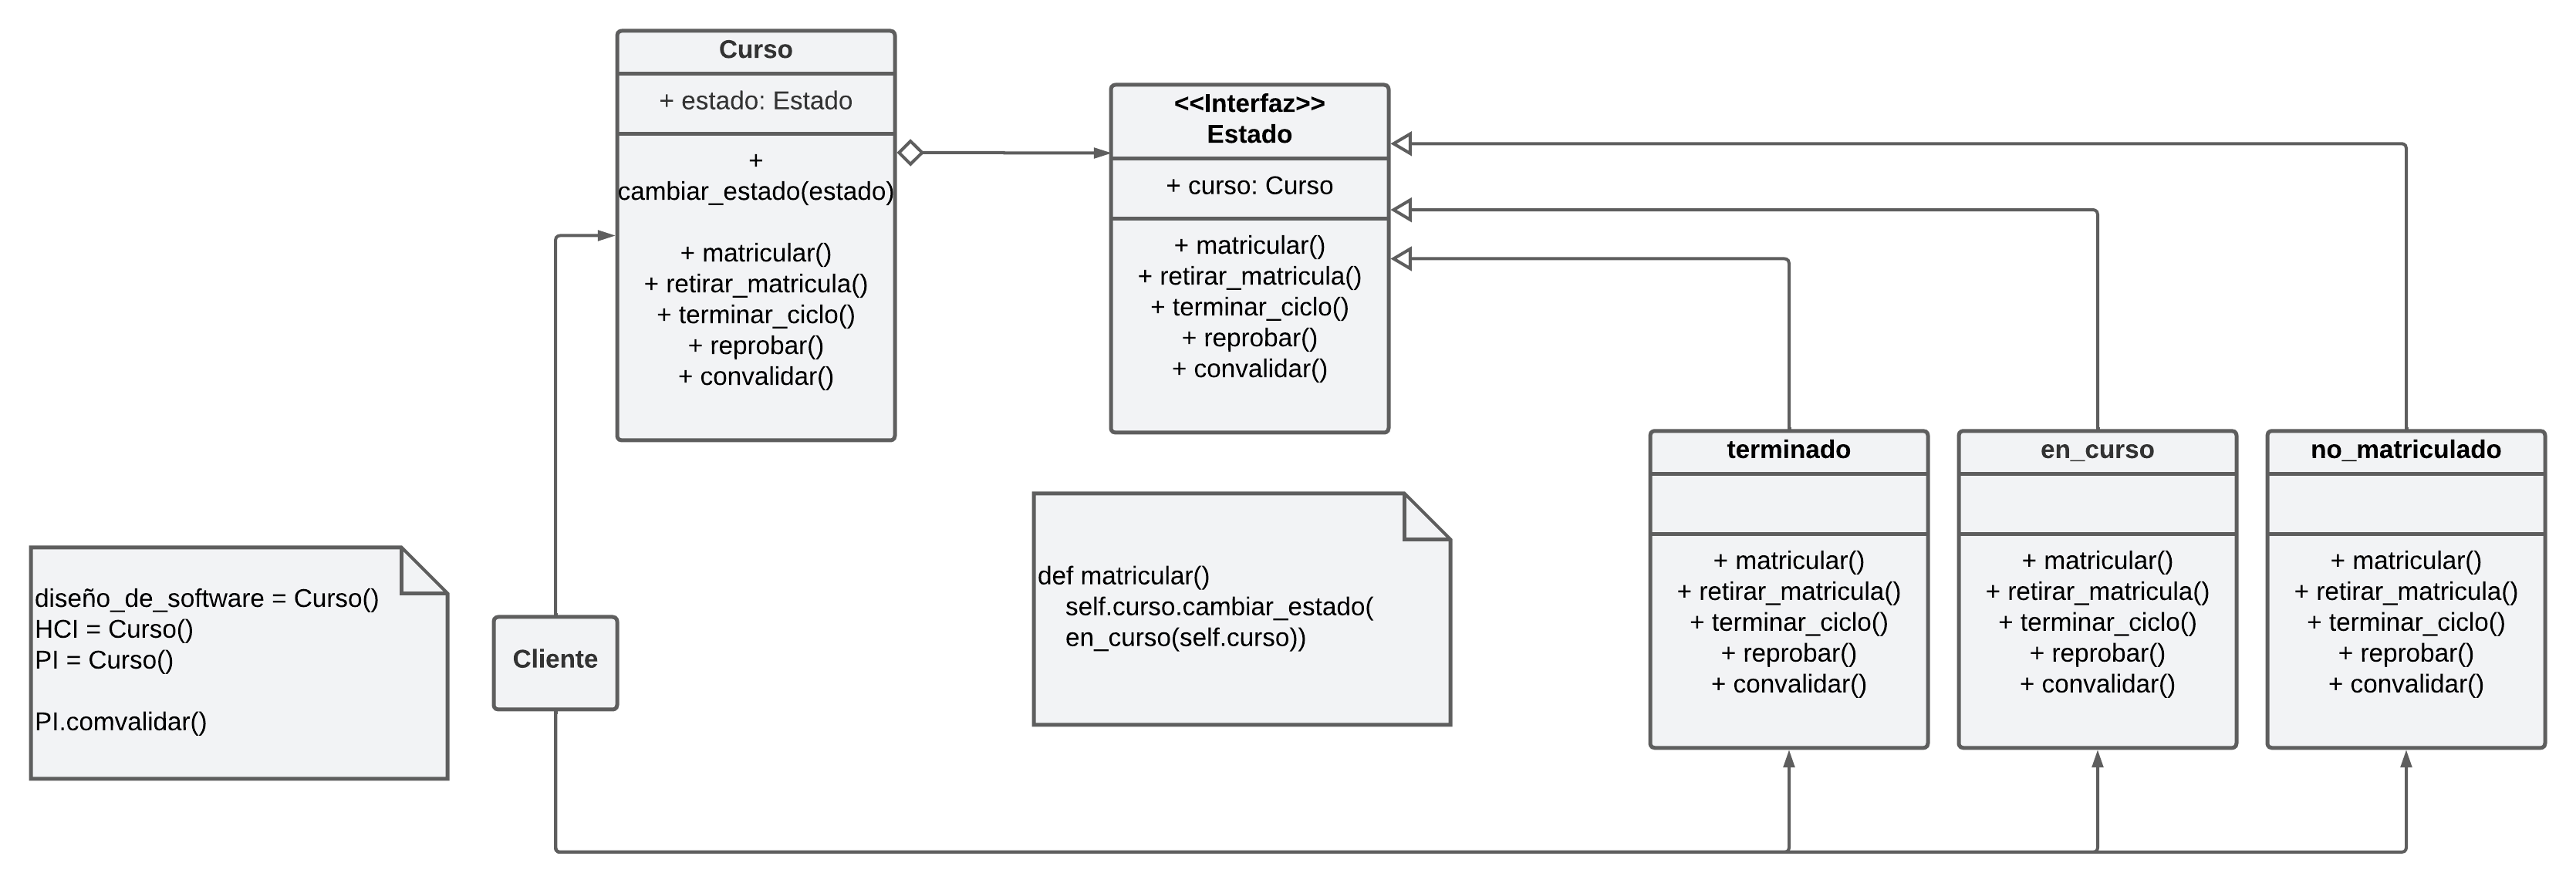 Curso
+ estado: Estado
+
cambiar_estado(estado)
+ matricular()
+ retirar_matricula()
+ terminar_ciclo()
+ reprobar()
+ convalidar()
<<Interfaz>>
Estado
+ curso: Curso
+ matricular()
+ retirar_matricula()
+ terminar_ciclo()
+ reprobar()
+ convalidar()
terminado
+ matricular()
+ retirar_matricula()
+ terminar_ciclo()
+ reprobar()
+ convalidar()
en_curso
+ matricular()
+ retirar_matricula()
+ terminar_ciclo()
+ reprobar()
+ convalidar()
no_matriculado
+ matricular()
+ retirar_matricula()
+ terminar_ciclo()
+ reprobar()
+ convalidar()
def matricular()
self.curso.cambiar_estado(
en_curso(self.curso))
diseño_de_software = Curso()
HCI = Curso()
PI = Curso()
PI.comvalidar()
Cliente